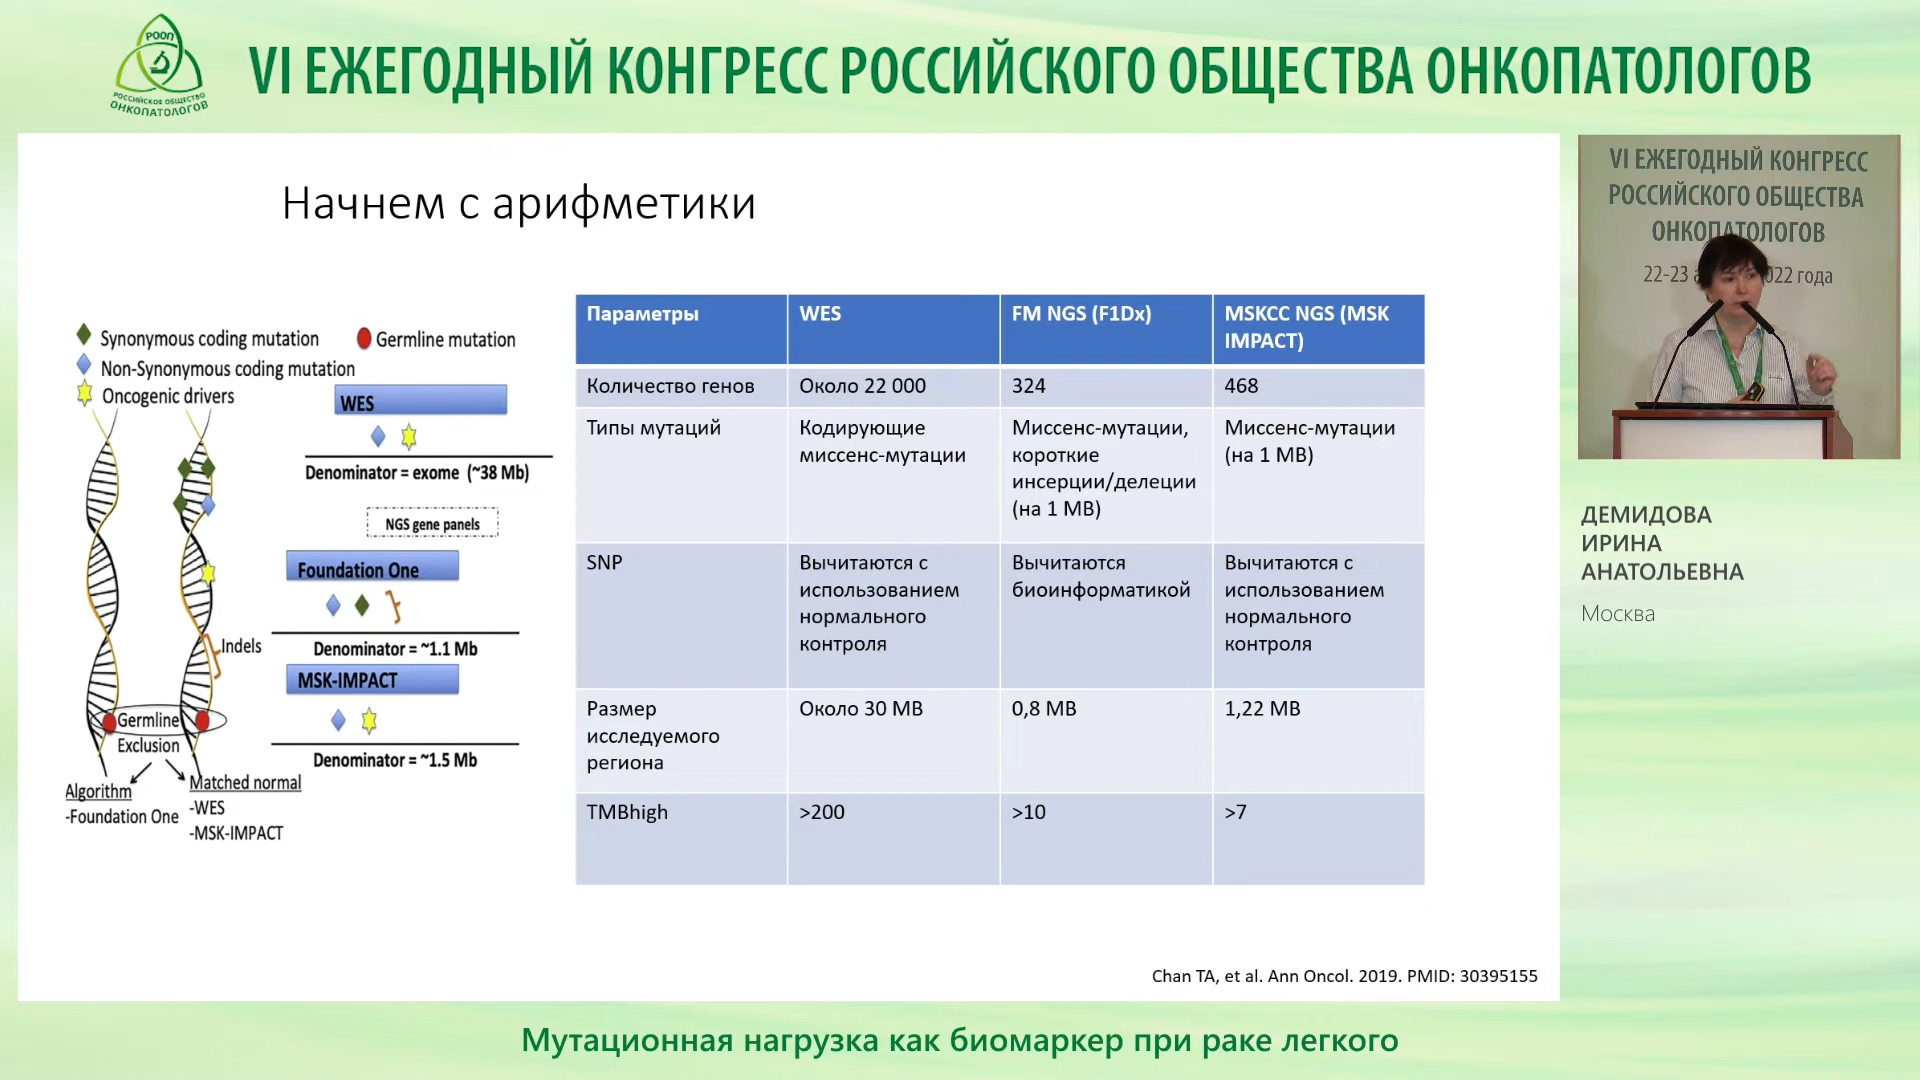 РООП
РОССИЙСКОЕ ОБЩЕСТВО
ОНКОПАТОЛОГОВ
VI ЕЖЕГОДНЫЙ КОНГРЕСС РОССИЙСКОГО ОБЩЕСТВА ОНКОПАТОЛОГОВ
Начнем с арифметики
Synonymous coding mutation
Germline mutation
Non-Synonymous coding mutation
Oncogenic drivers
WES
Denominator = exome (~38 Mb)
NGS gene panels
Foundation One
Denominator = ~1.1 Mb
Indels
MSK-IMPACT
Germline
Exclusion
Denominator = ~1.5 Mb
Algorithm
-Foundation One
Matched normal
-WES
-MSK-IMPACT
Параметры
WES
FM NGS (F1Dx)
MSKCC NGS (MSK
IMPACT)
Количество генов
Около 22 000
324
468
Типы мутаций
Кодирующие
миссенс-мутации
Миссенс-мутации,
короткие
инсерции/делеции
(на 1 МВ)
Миссенс-мутации
(на 1 МВ)
SNP
Вычитаются с
использованием
нормального
контроля
Вычитаются
биоинформатикой
Вычитаются с
использованием
нормального
контроля
Размер
исследуемого
региона
Около 30 МВ
0,8 МВ
1,22 МВ
TMBhigh
>200
>10
>7
Chan TA, et al. Ann Oncol. 2019. PMID: 30395155
VI ЕЖЕГОДНЫЙ КОНГРЕСС
РОССИЙСКОГО ОБЩЕСТВА
ОНКОПАТОЛОГОВ
22-23 022 года
ДЕМИДОВА
ИРИНА
АНАТОЛЬЕВНА
Москва
Мутационная нагрузка как биомаркер при раке легкого